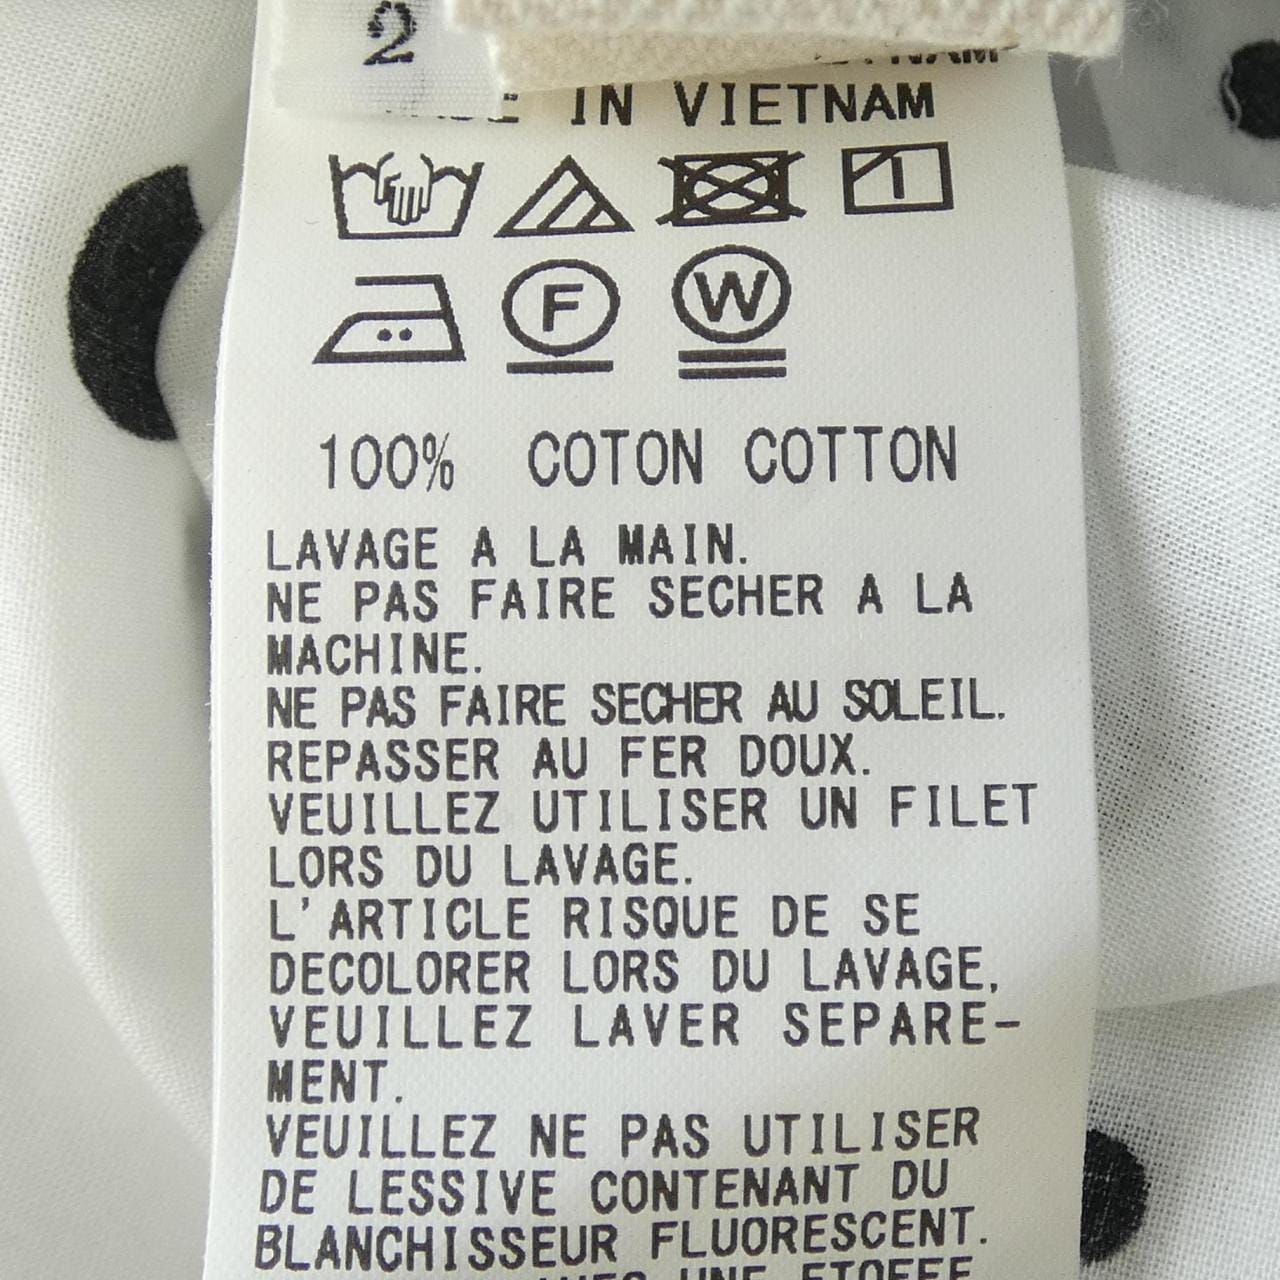 2
IN VIETNAM
F
W
100% COTON COTTON
LAVAGE A LA MAIN.
NE PAS FAIRE SECHER A LA
MACHINE.
NE PAS FAIRE SECHER AU SOLEIL.
REPASSER AU FER DOUX.
VEUILLEZ UTILISER UN FILET
LORS DU LAVAGE.
L'ARTICLE RISQUE DE SE
DECOLORER LORS DU LAVAGE,
VEUILLEZ LAVER SEPARE-
MENT.
VEUILLEZ NE PAS UTILISER
DE LESSIVE CONTENANT DU
BLANCHISSEUR FLUORESCENT.
UNE ETOFFE